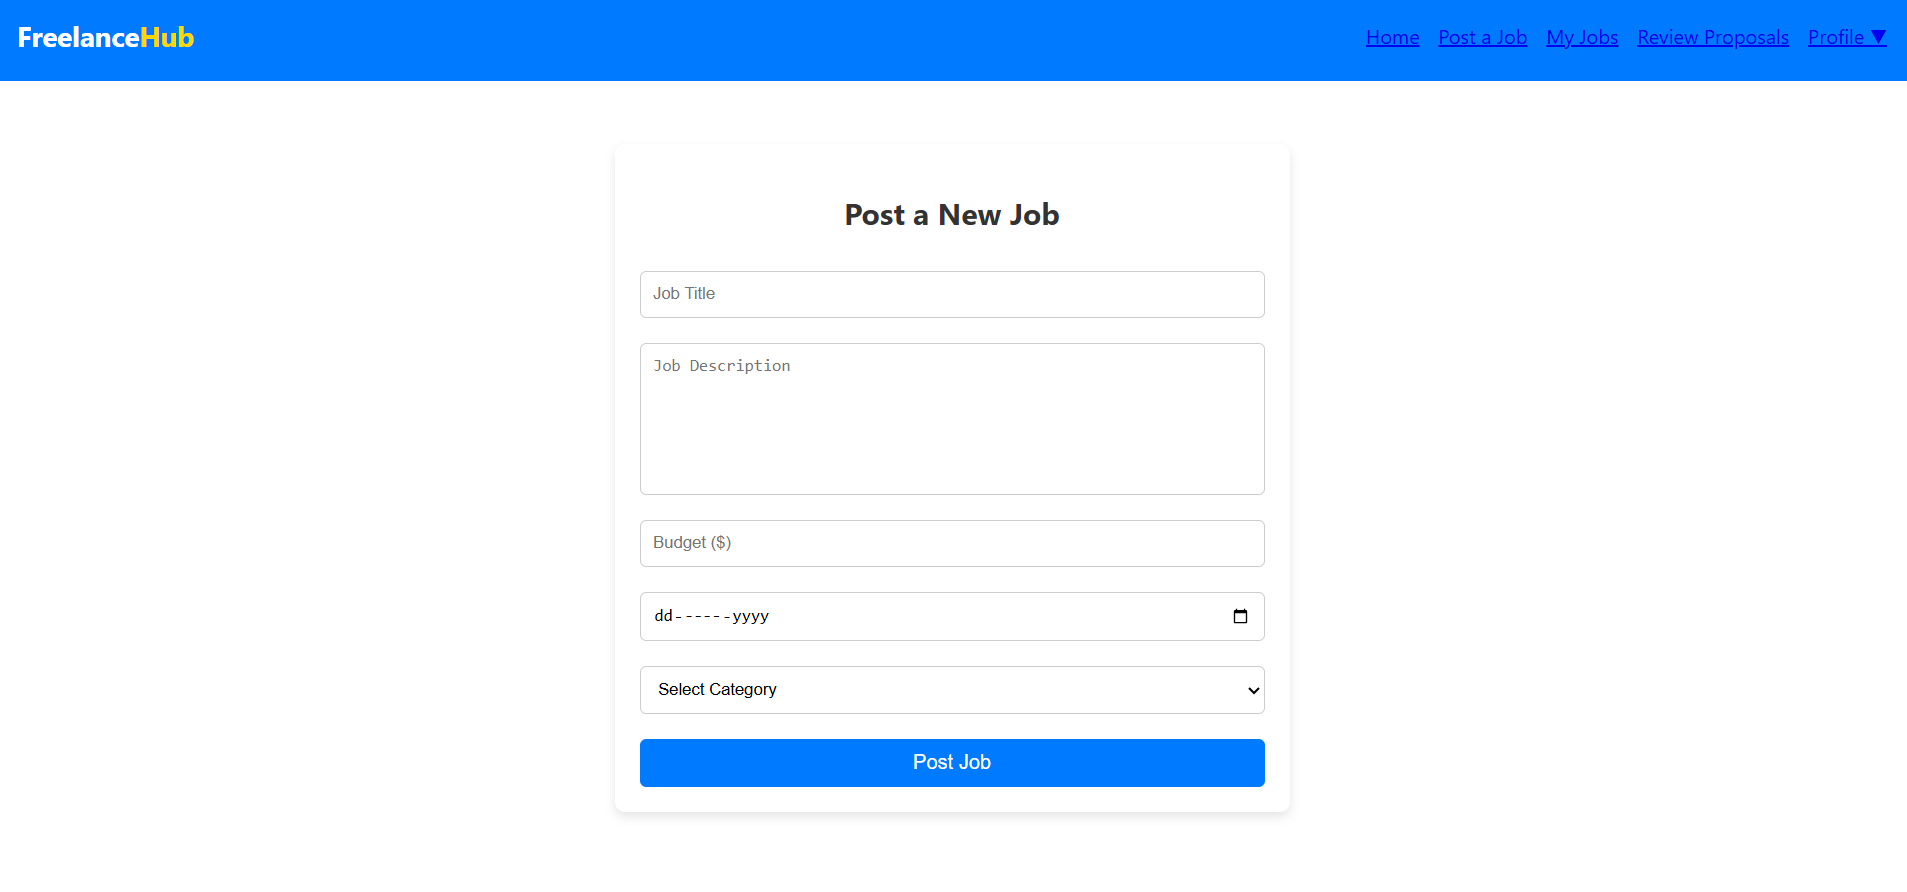 FreelanceHub
Home Post a Job My Jobs Review Proposals Profile ▼
Post a New Job
Job Title
Job Description
Budget ($)
dd-----yyyy
Select Category
Post Job